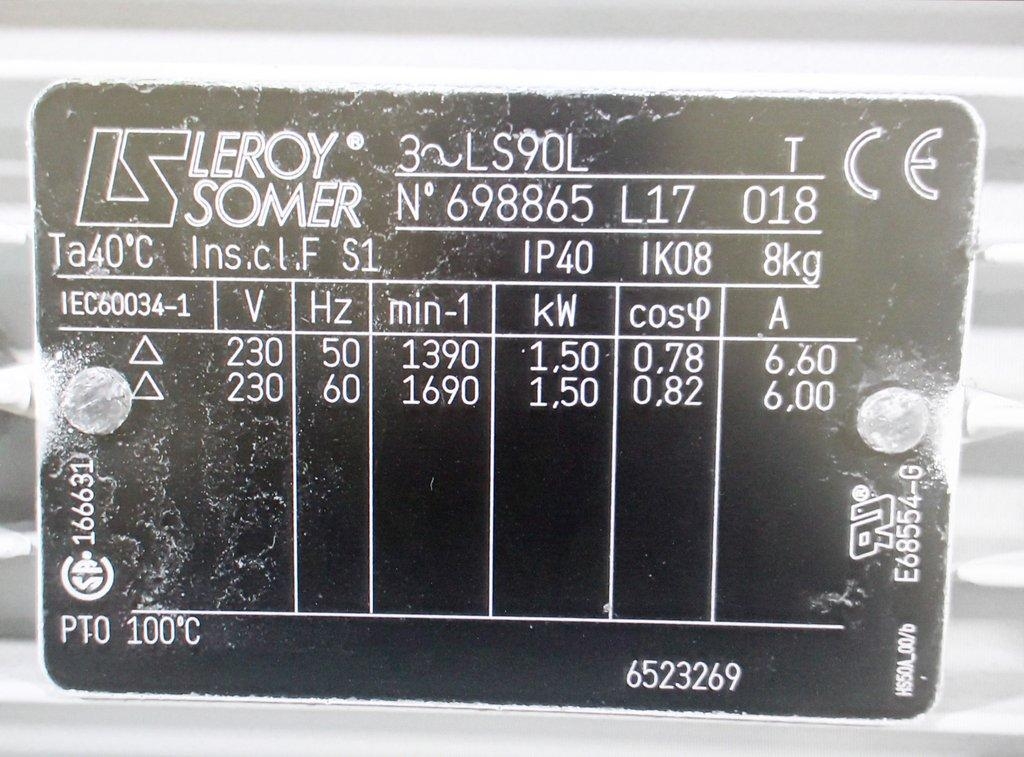 LEROY® SOMER
3~LS90L T
N° 698865 L17 018
CE
Ta40°C Ins.cl.F S1 IP40 IK08 8kg
IEC60034-1 V Hz min-1 kW cosφ A
△ 230 50 1390 1,50 0,78 6,60
△ 230 60 1690 1,50 0,82 6,00
166631
E68554-G
PTO 100°C
6523269